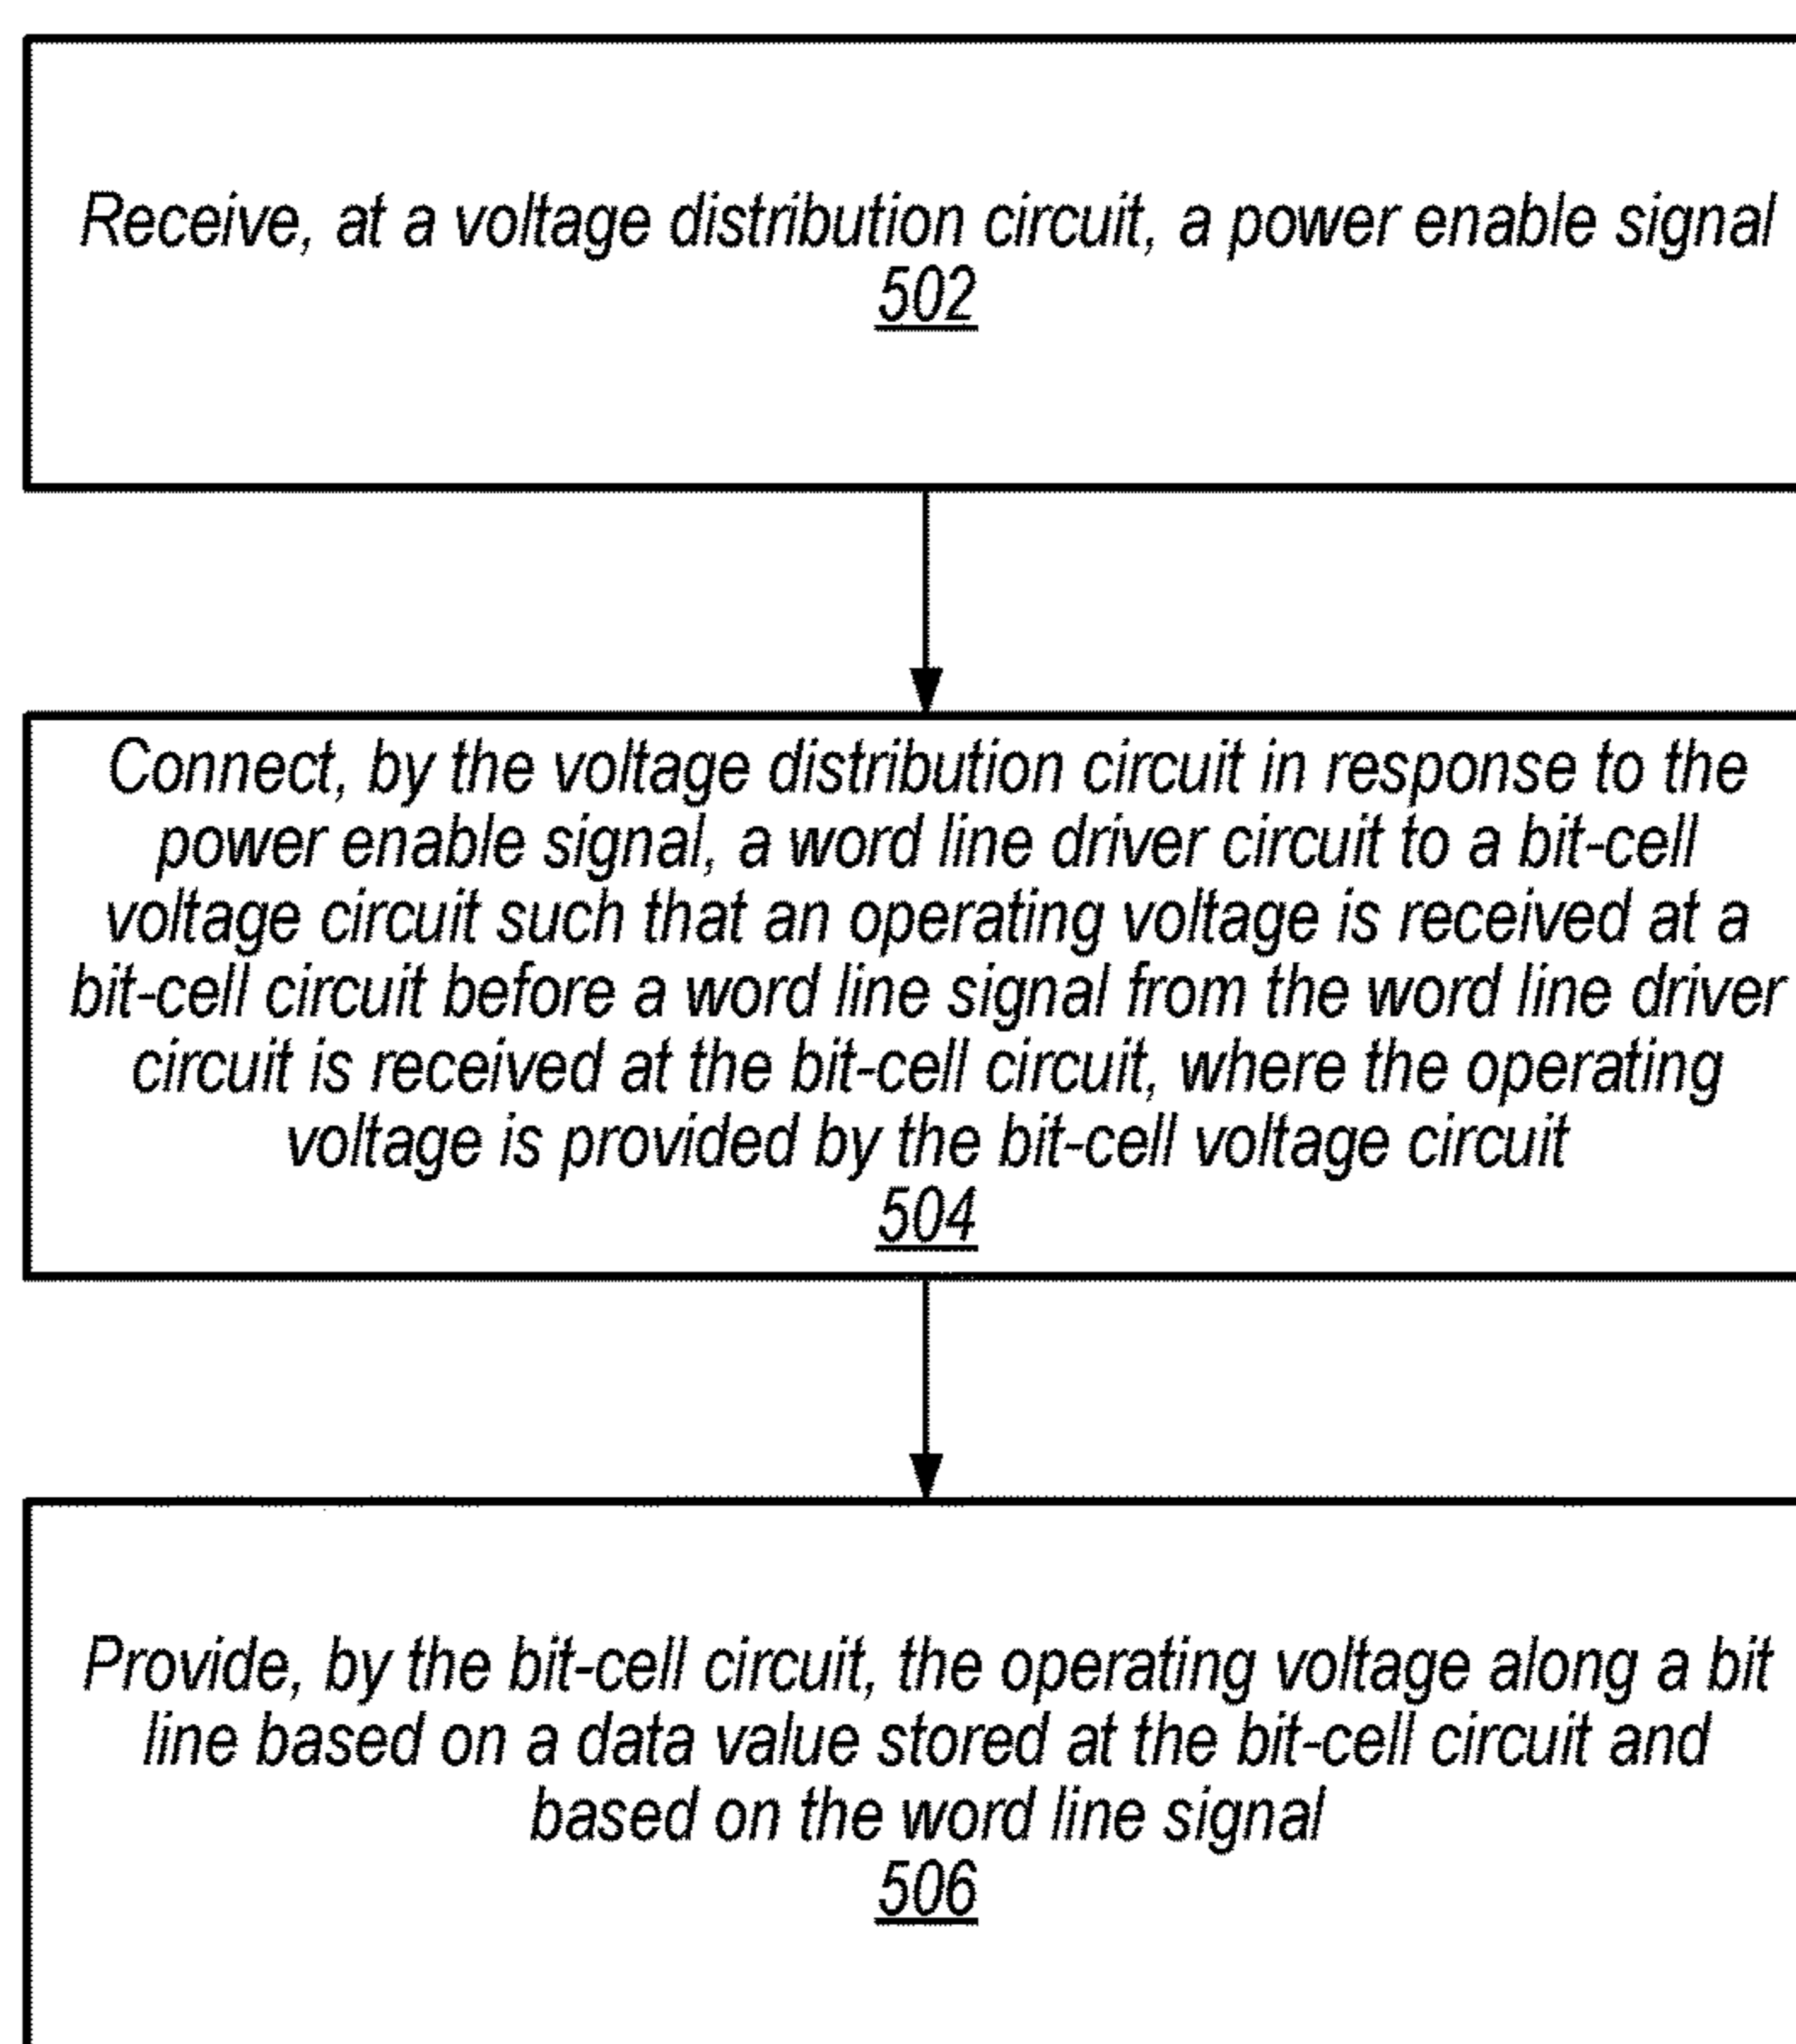 Receive, at a voltage distribution circuit, a power enable signal
502
Connect, by the voltage distribution circuit in response to the
power enable signal, a word line driver circuit to a bit-cell
voltage circuit such that an operating voltage is received at a
bit-cell circuit before a word line signal from the word line driver
circuit is received at the bit-cell circuit, where the operating
voltage is provided by the bit-cell voltage circuit
504
Provide, by the bit-cell circuit, the operating voltage along a bit
line based on a data value stored at the bit-cell circuit and
based on the word line signal
506